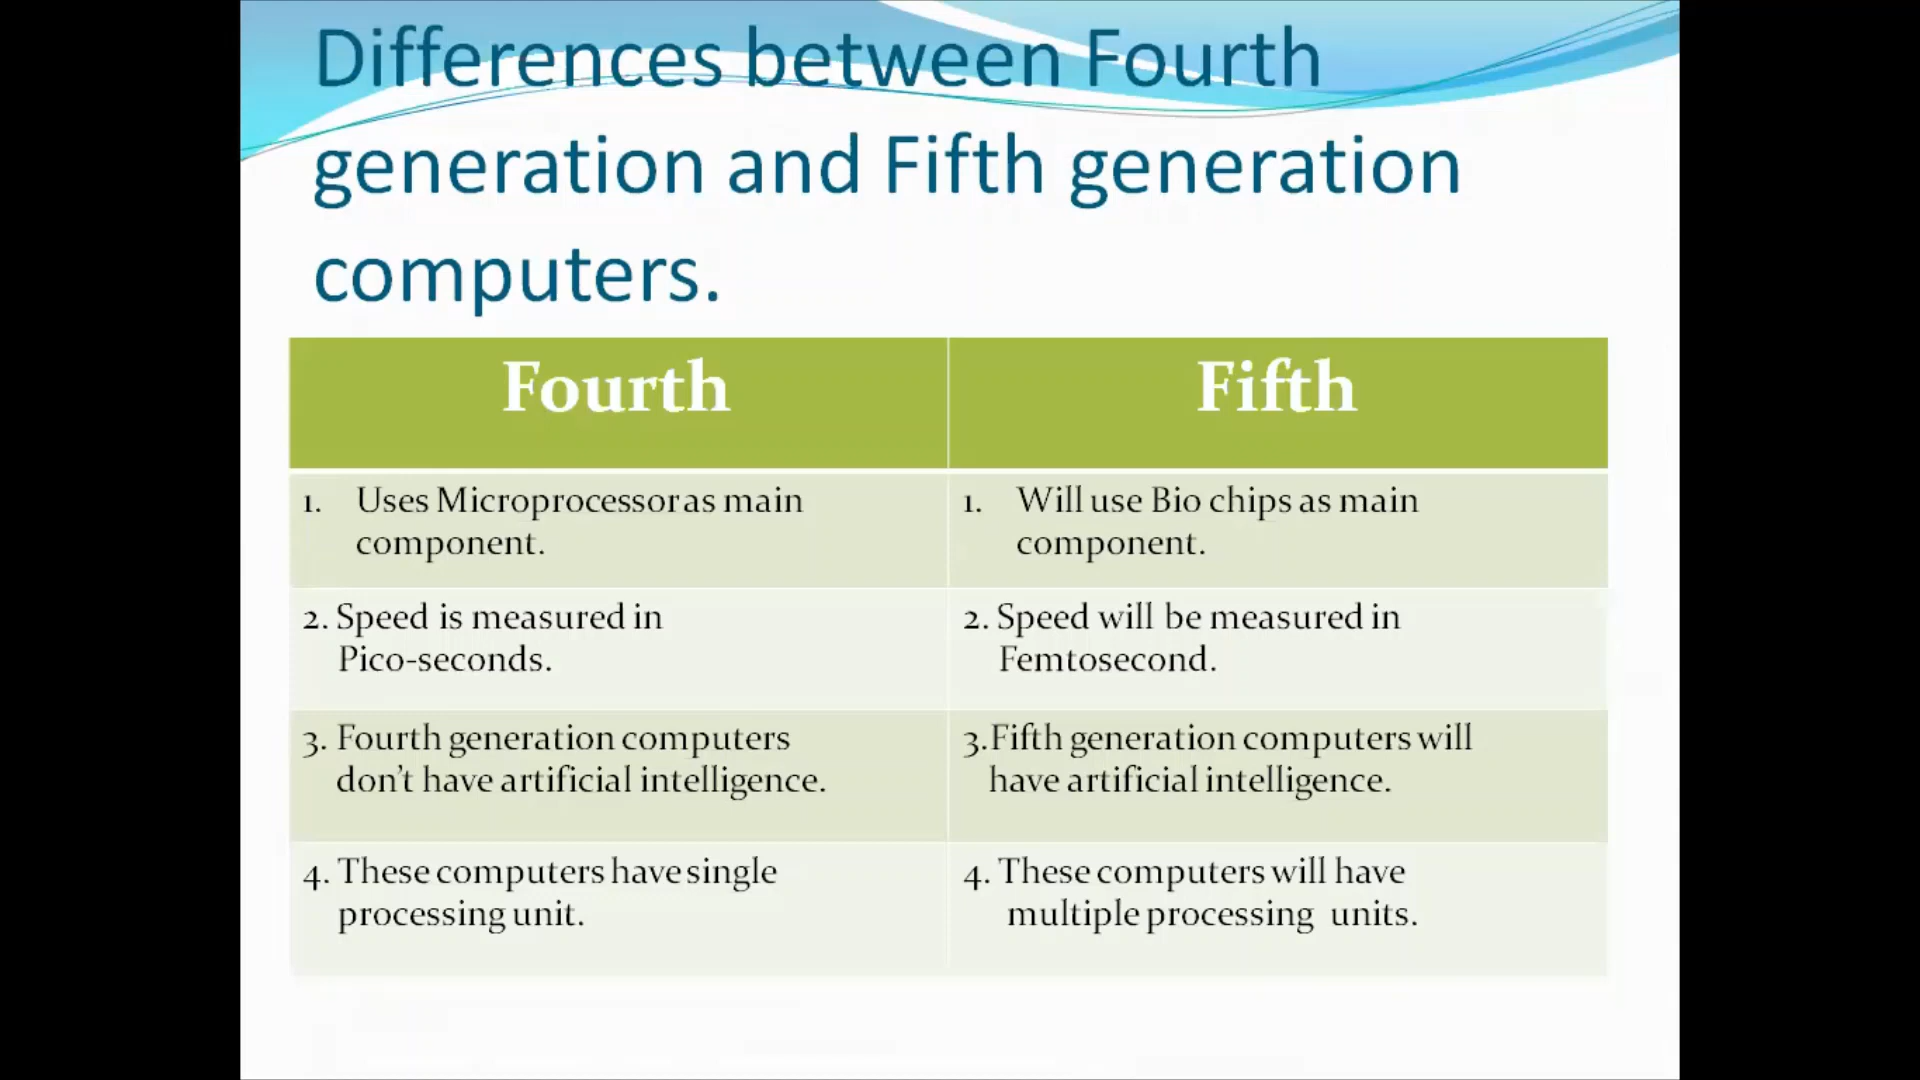 Differences between Fourth
generation and Fifth generation
computers.
Fourth
Fifth
1. Uses Microprocessor as main
component.
1. Will use Bio chips as main
component.
2. Speed is measured in
Pico-seconds.
2. Speed will be measured in
Femtosecond.
3. Fourth generation computers
don't have artificial intelligence.
3.Fifth generation computers will
have artificial intelligence.
4. These computers have single
processing unit.
4. These computers will have
multiple processing units.